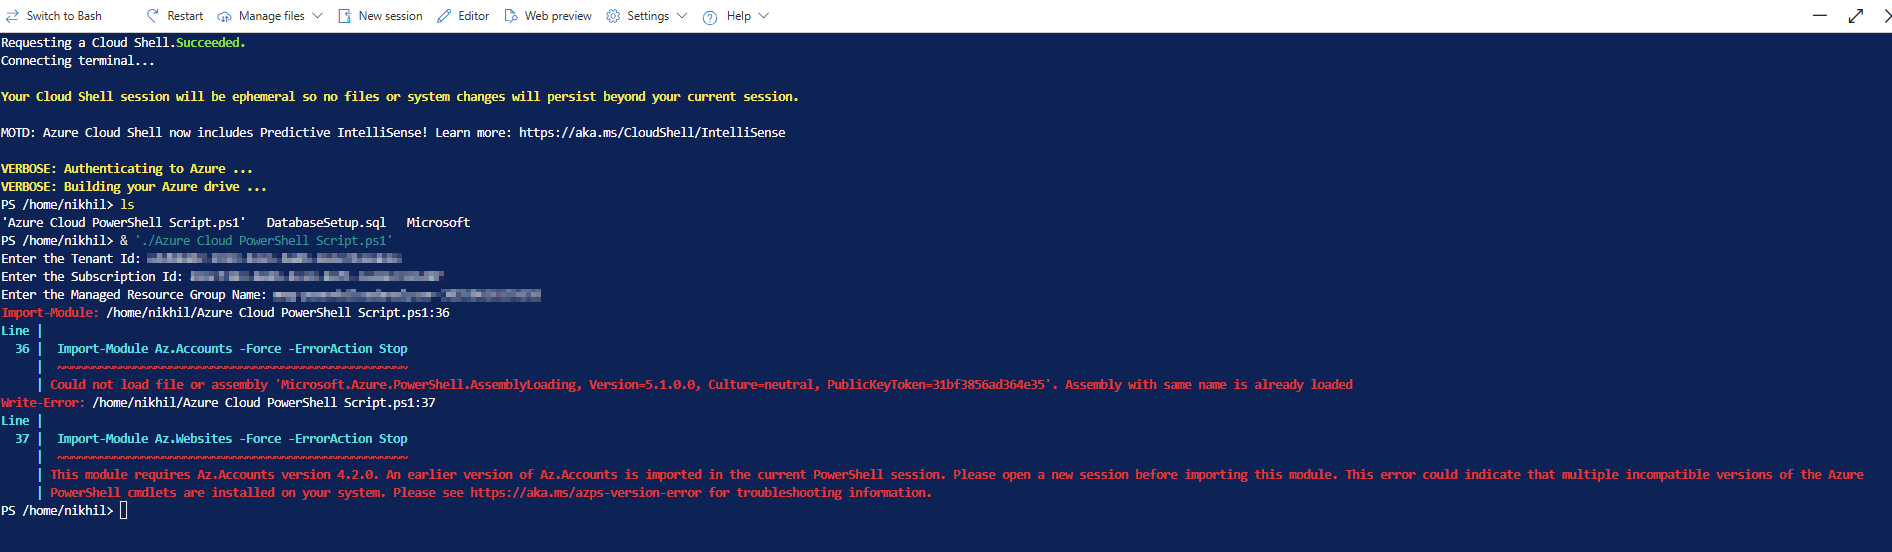 Switch to Bash Restart Manage files New session Editor Web preview Settings Help
Requesting a Cloud Shell.Succeeded.
Connecting terminal...
Your Cloud Shell session will be ephemeral so no files or system changes will persist beyond your current session.
MOTD: Azure Cloud Shell now includes Predictive IntelliSense! Learn more: https://aka.ms/CloudShell/IntelliSense
VERBOSE: Authenticating to Azure ...
VERBOSE: Building your Azure drive ...
PS /home/nikhil> ls
'Azure Cloud PowerShell Script.ps1' DatabaseSetup.sql Microsoft
PS /home/nikhil> & './Azure Cloud PowerShell Script.ps1'
Enter the Tenant Id:
Enter the Subscription Id:
Enter the Managed Resource Group Name:
Import-Module: /home/nikhil/Azure Cloud PowerShell Script.ps1:36
Line |
36 | Import-Module Az.Accounts -Force -ErrorAction Stop
| ~~~~~~~~~~~~~~~~~~~~~~~~~~~~~~~~~~~~~~~~~~~~~~~~~~
| Could not load file or assembly 'Microsoft.Azure.PowerShell.AssemblyLoading, Version=5.1.0.0, Culture=neutral, PublicKeyToken=31bf3856ad364e35'. Assembly with same name is already loaded
Write-Error: /home/nikhil/Azure Cloud PowerShell Script.ps1:37
Line |
37 | Import-Module Az.Websites -Force -ErrorAction Stop
| ~~~~~~~~~~~~~~~~~~~~~~~~~~~~~~~~~~~~~~~~~~~~~~~~~~
| This module requires Az.Accounts version 4.2.0. An earlier version of Az.Accounts is imported in the current PowerShell session. Please open a new session before importing this module. This error could indicate that multiple incompatible versions of the Azure
| PowerShell cmdlets are installed on your system. Please see https://aka.ms/azps-version-error for troubleshooting information.
PS /home/nikhil>